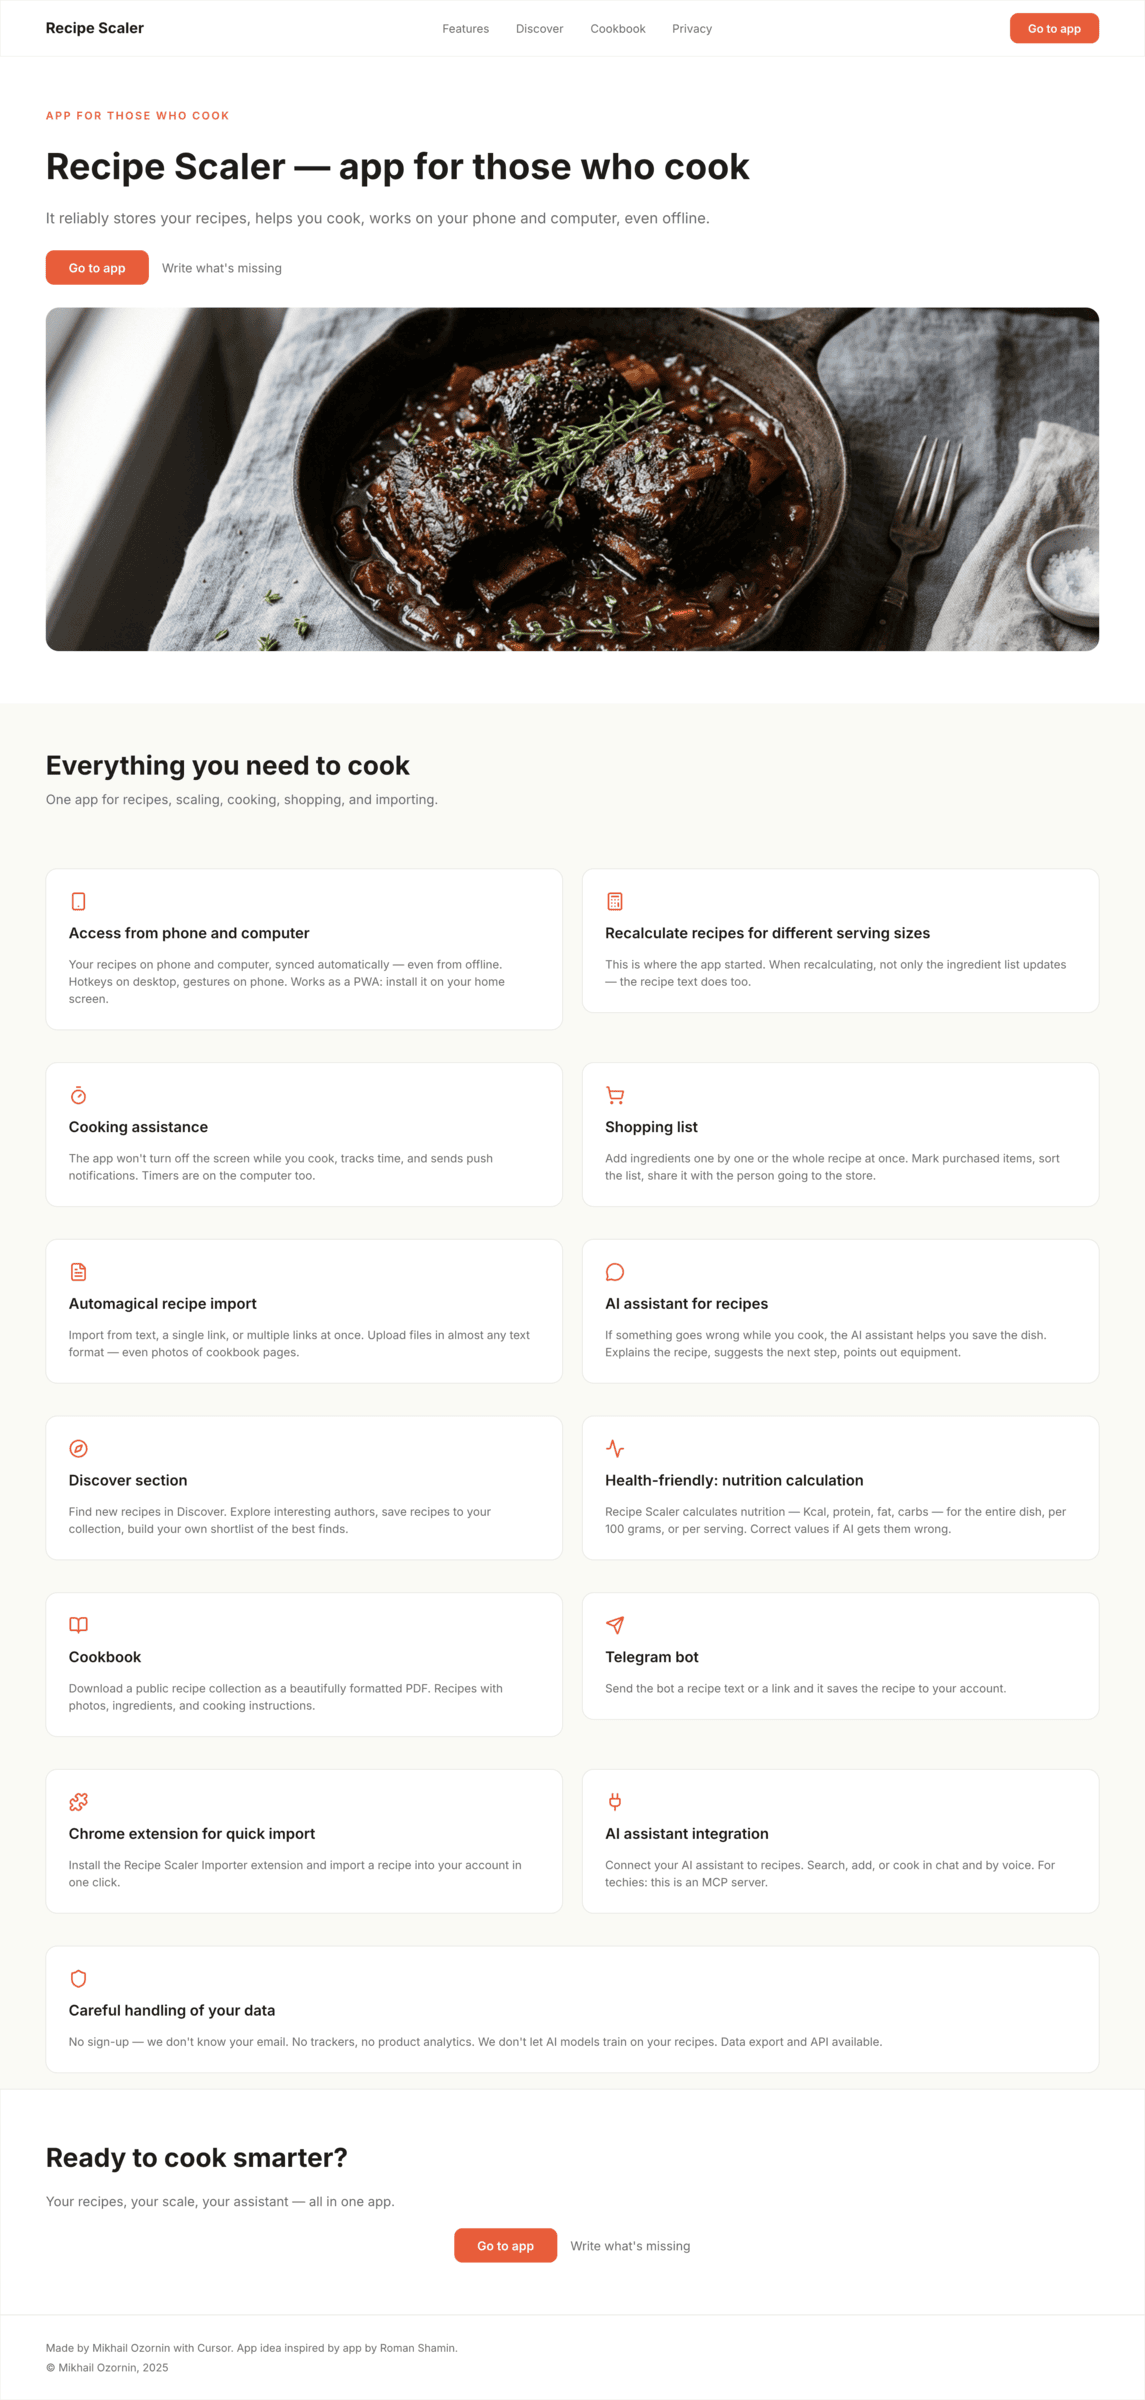 Recipe Scaler
Features
Discover
Cookbook
Privacy
Go to app
APP FOR THOSE WHO COOK
Recipe Scaler — app for those who cook
It reliably stores your recipes, helps you cook, works on your phone and computer, even offline.
Go to app
Write what's missing
Everything you need to cook
One app for recipes, scaling, cooking, shopping, and importing.
Access from phone and computer
Your recipes on phone and computer, synced automatically — even from offline.
Hotkeys on desktop, gestures on phone. Works as a PWA: install it on your home
screen.
Recalculate recipes for different serving sizes
This is where the app started. When recalculating, not only the ingredient list updates
— the recipe text does too.
Cooking assistance
The app won't turn off the screen while you cook, tracks time, and sends push
notifications. Timers are on the computer too.
Shopping list
Add ingredients one by one or the whole recipe at once. Mark purchased items, sort
the list, share it with the person going to the store.
Automagical recipe import
Import from text, a single link, or multiple links at once. Upload files in almost any text
format — even photos of cookbook pages.
AI assistant for recipes
If something goes wrong while you cook, the AI assistant helps you save the dish.
Explains the recipe, suggests the next step, points out equipment.
Discover section
Find new recipes in Discover. Explore interesting authors, save recipes to your
collection, build your own shortlist of the best finds.
Health-friendly: nutrition calculation
Recipe Scaler calculates nutrition — Kcal, protein, fat, carbs — for the entire dish, per
100 grams, or per serving. Correct values if AI gets them wrong.
Cookbook
Download a public recipe collection as a beautifully formatted PDF. Recipes with
photos, ingredients, and cooking instructions.
Telegram bot
Send the bot a recipe text or a link and it saves the recipe to your account.
Chrome extension for quick import
Install the Recipe Scaler Importer extension and import a recipe into your account in
one click.
AI assistant integration
Connect your AI assistant to recipes. Search, add, or cook in chat and by voice. For
techies: this is an MCP server.
Careful handling of your data
No sign-up — we don't know your email. No trackers, no product analytics. We don't let AI models train on your recipes. Data export and API available.
Ready to cook smarter?
Your recipes, your scale, your assistant — all in one app.
Go to app
Write what's missing
Made by Mikhail Ozornin with Cursor. App idea inspired by app by Roman Shamin.
© Mikhail Ozornin, 2025